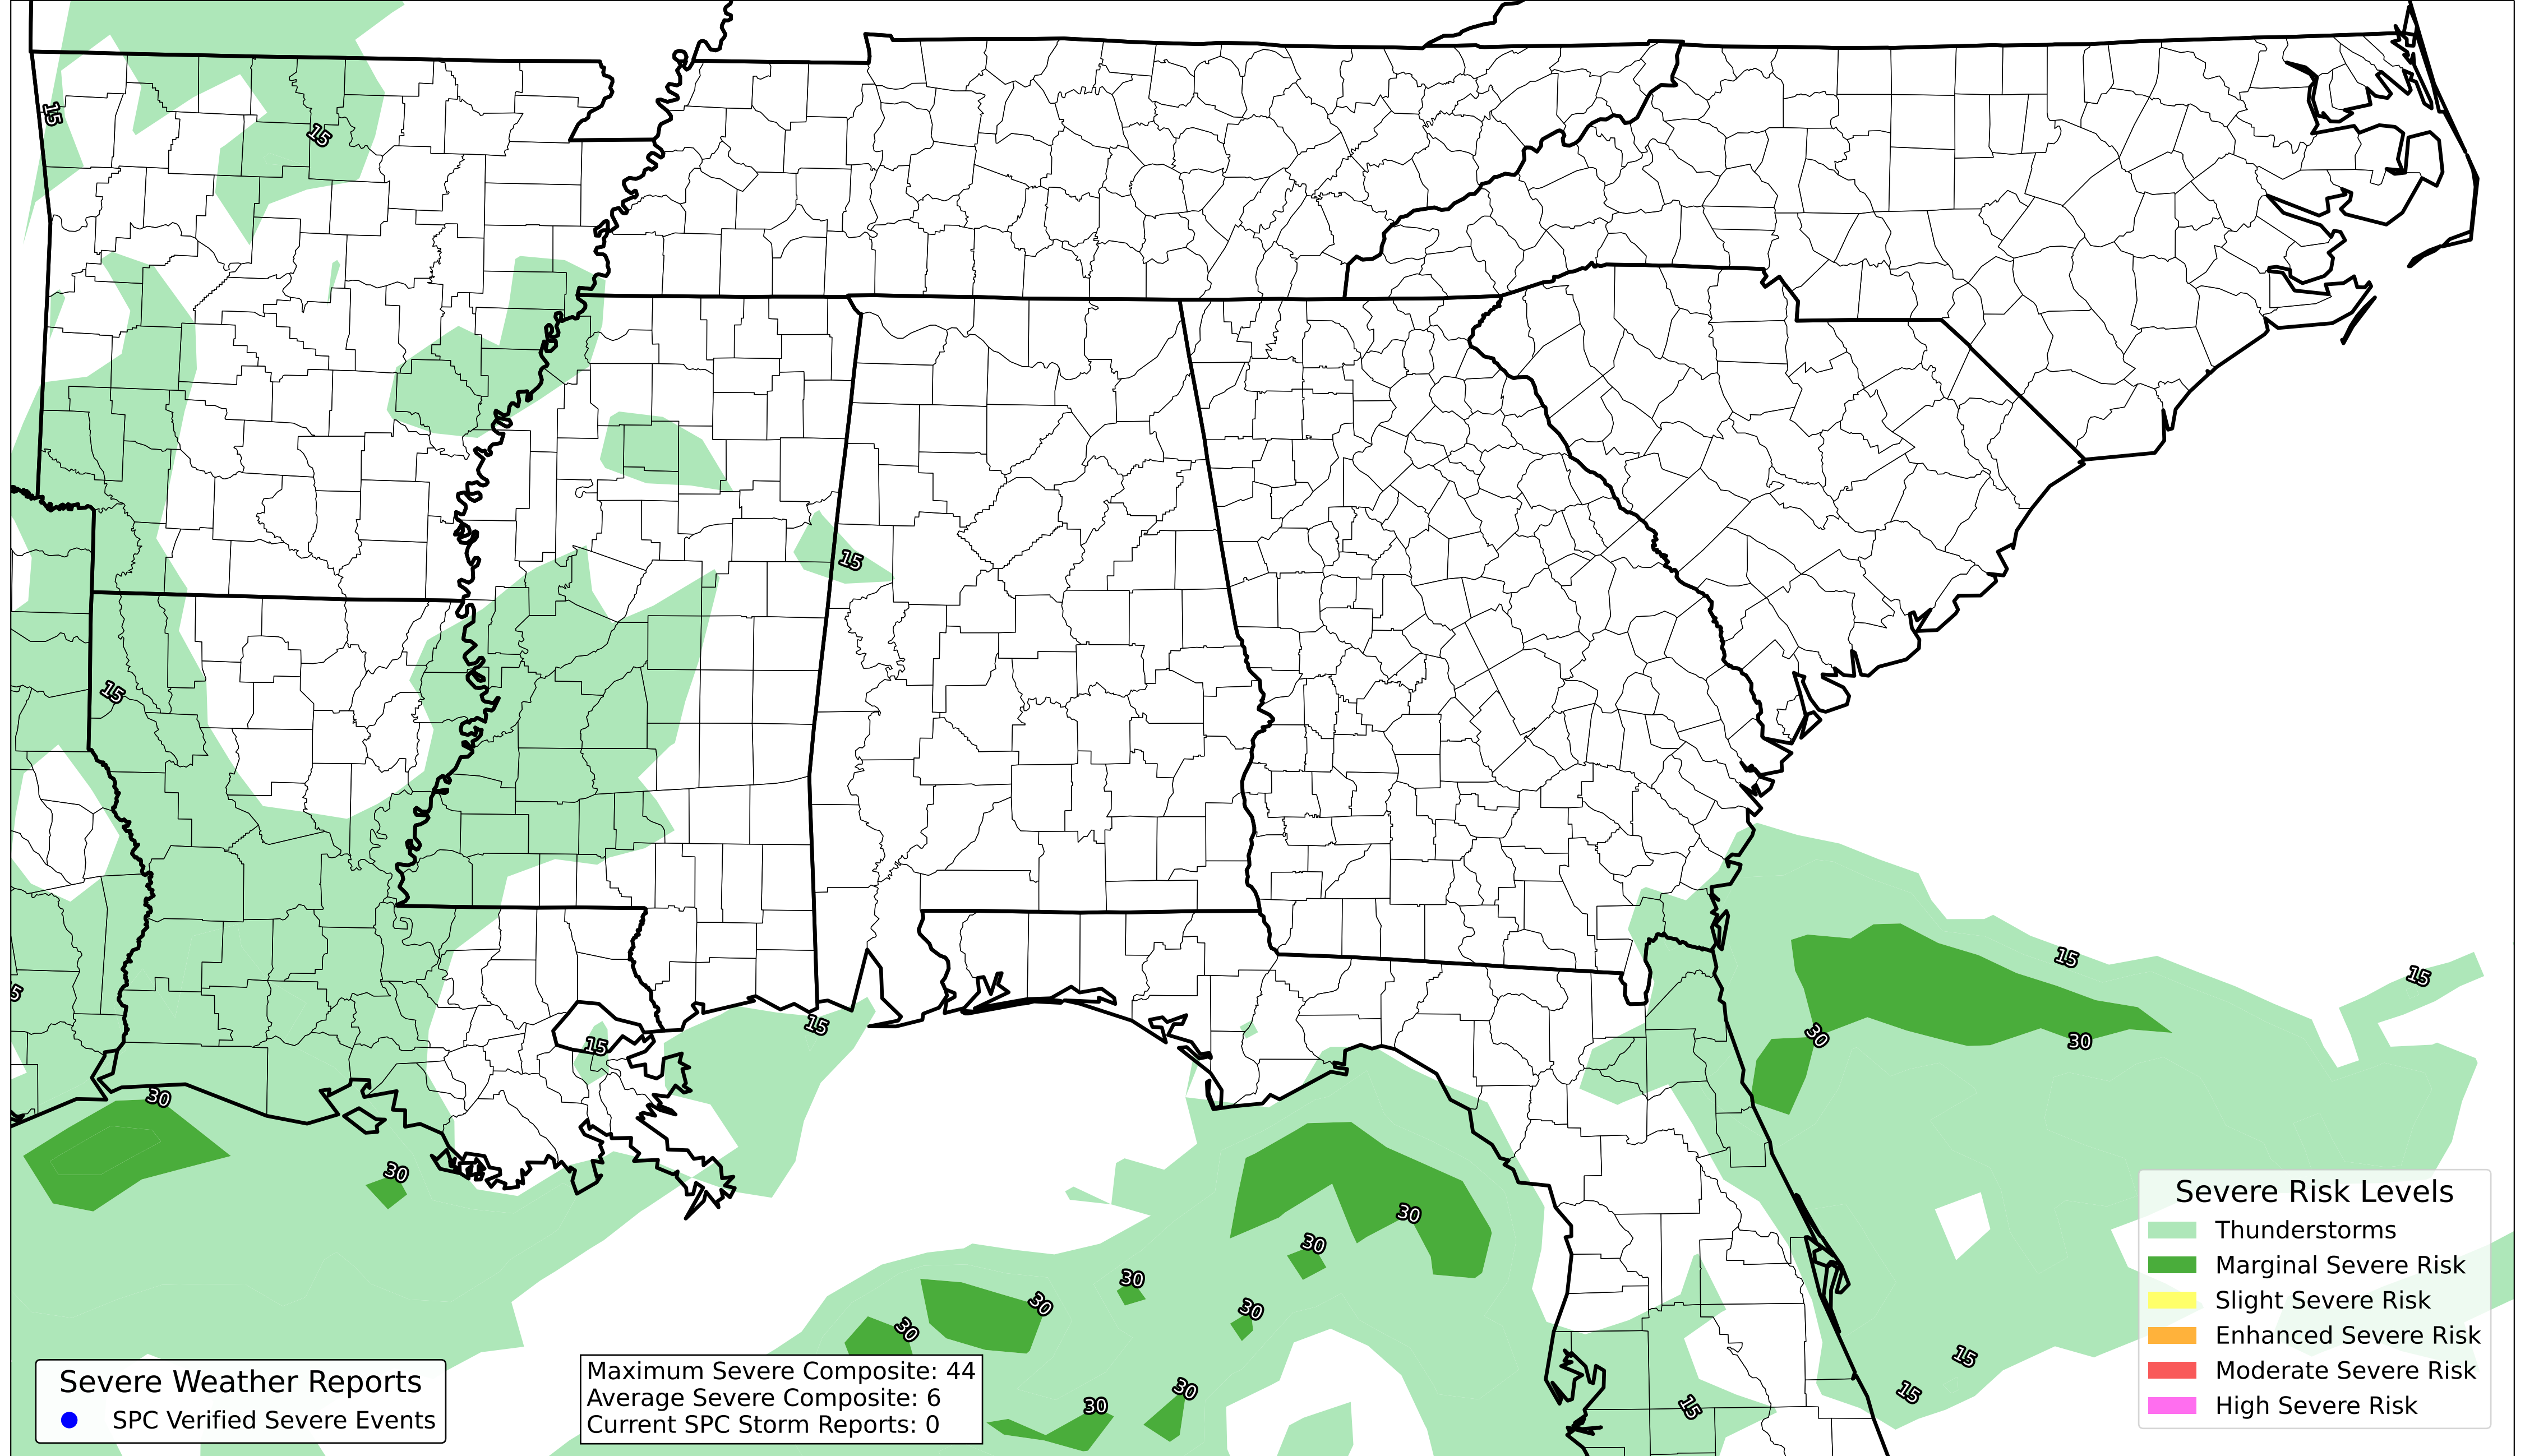 15
15
15
15
15
15
5
30
15
15
30
30
30
15
30
30
30
30
30
30
15
30
15
15
30
15
Severe Risk Levels
Thunderstorms
Marginal Severe Risk
Slight Severe Risk
Enhanced Severe Risk
Moderate Severe Risk
High Severe Risk
Severe Weather Reports
SPC Verified Severe Events
Maximum Severe Composite: 44
Average Severe Composite: 6
Current SPC Storm Reports: 0